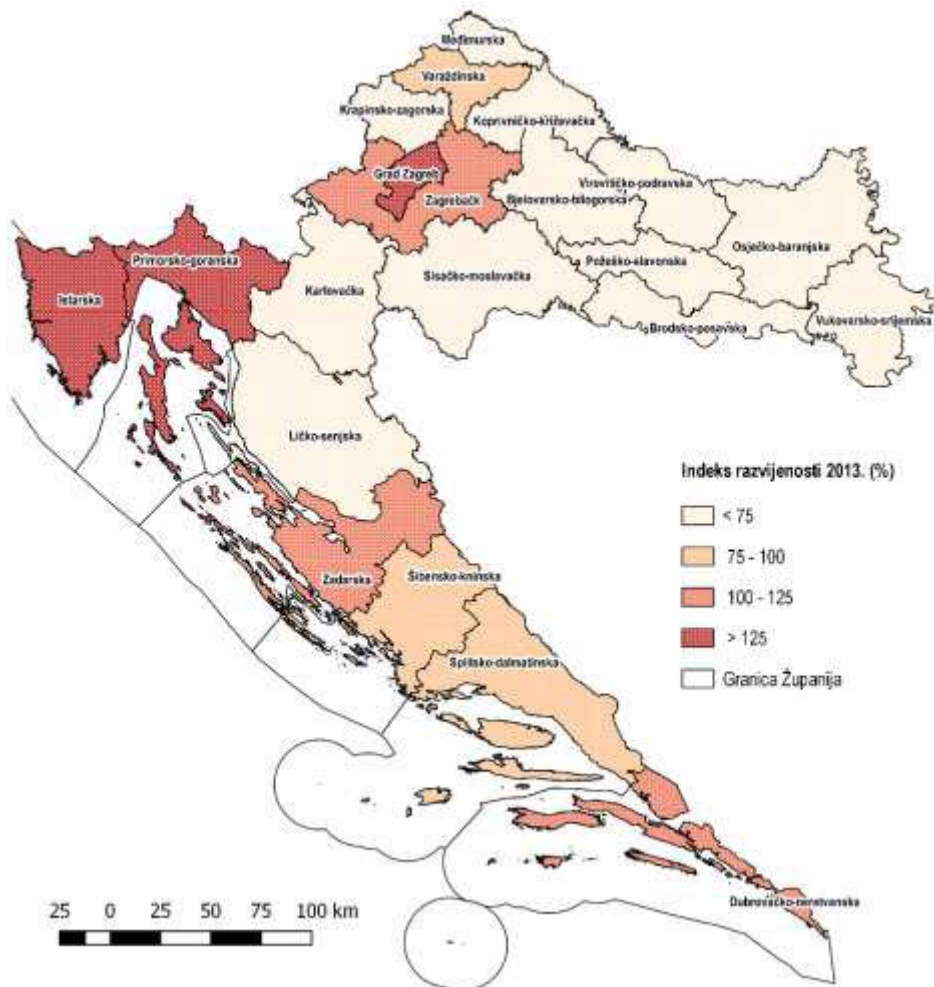 Međimurska
Varaždinska
Krapinsko-zagorska
Koprivničko-križevačka
Grad Zagreb
Virovitičko-podravska
Zagrebačk
Bjelovarsko-bilogorska
Osječko-baranjska
Primorsko-goranska
Požeško-slavonska
Sisačko-moslavačka
Istarska
Karlovačka
Vukovarsko-srijemska
Brodsko-posavska
Ličko-senjska
Indeks razvijenosti 2013. (%)
< 75
75 - 100
100 - 125
> 125
Granica Županija
Zadarska
Šibensko-kninska
Splitsko-dalmatinska
25 0 25 50 75 100 km
Dubrovačko-neretvanska